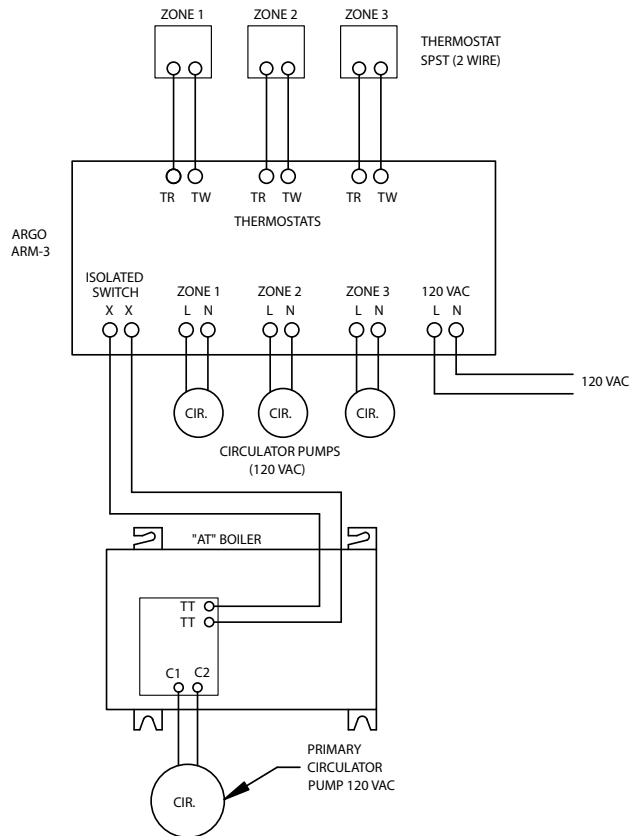 ZONE 1 ZONE 2 ZONE 3
THERMOSTAT
SPST (2 WIRE)
TR TW TR TW TR TW
THERMOSTATS
ARGO
ARM-3
ISOLATED
SWITCH
X X
ZONE 1
L N
ZONE 2
L N
ZONE 3
L N
120 VAC
L N
120 VAC
CIR. CIR. CIR.
CIRCULATOR PUMPS
(120 VAC)
"AT" BOILER
TT
TT
C1 C2
PRIMARY
CIRCULATOR
PUMP 120 VAC
CIR.